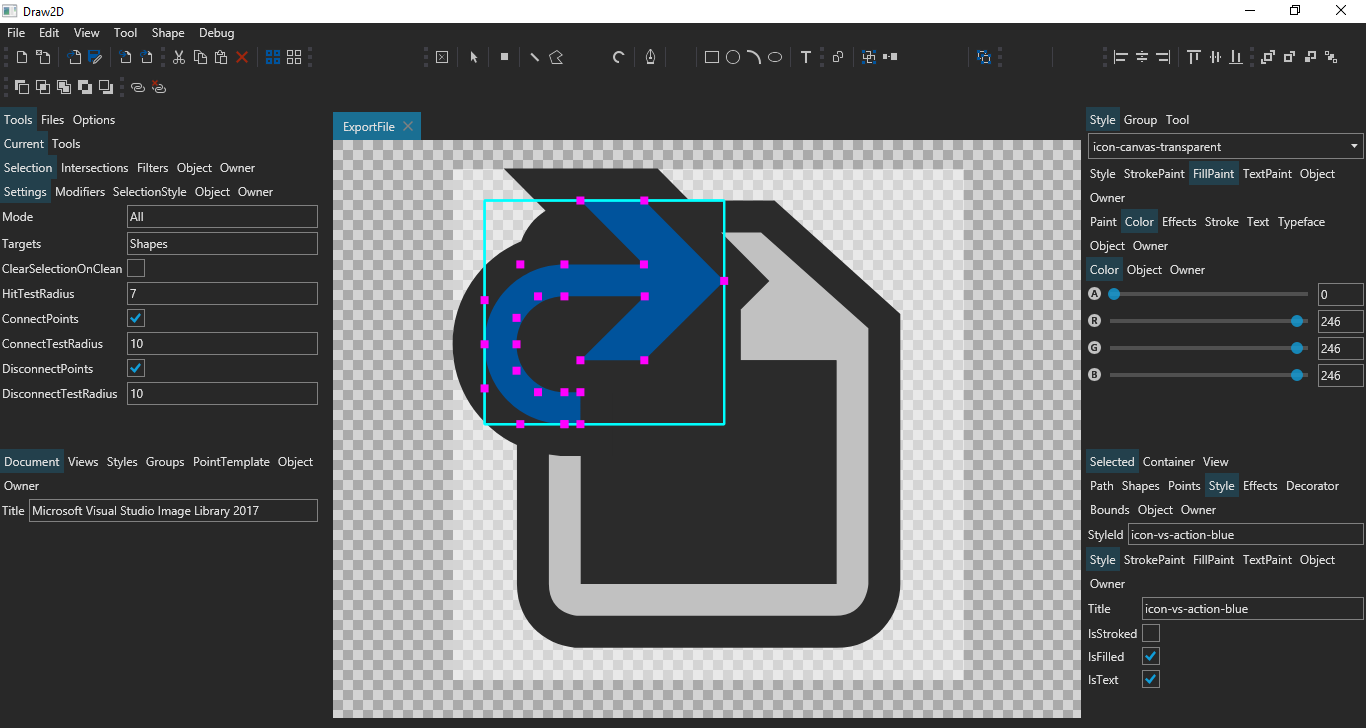 Draw2D
File Edit View Tool Shape Debug
Tools Files Options
Current Tools
Selection Intersections Filters Object Owner
Settings Modifiers SelectionStyle Object Owner
Mode All
Targets Shapes
ClearSelectionOnClean
HitTestRadius 7
ConnectPoints
ConnectTestRadius 10
DisconnectPoints
DisconnectTestRadius 10
Document Views Styles Groups PointTemplate Object
Owner
Title Microsoft Visual Studio Image Library 2017
ExportFile
Style Group Tool
icon-canvas-transparent
Style StrokePaint FillPaint TextPaint Object
Owner
Paint Color Effects Stroke Text Typeface
Object Owner
Color Object Owner
A 0
R 246
G 246
B 246
Selected Container View
Path Shapes Points Style Effects Decorator
Bounds Object Owner
StyleId icon-vs-action-blue
Style StrokePaint FillPaint TextPaint Object
Owner
Title icon-vs-action-blue
IsStroked
IsFilled
IsText